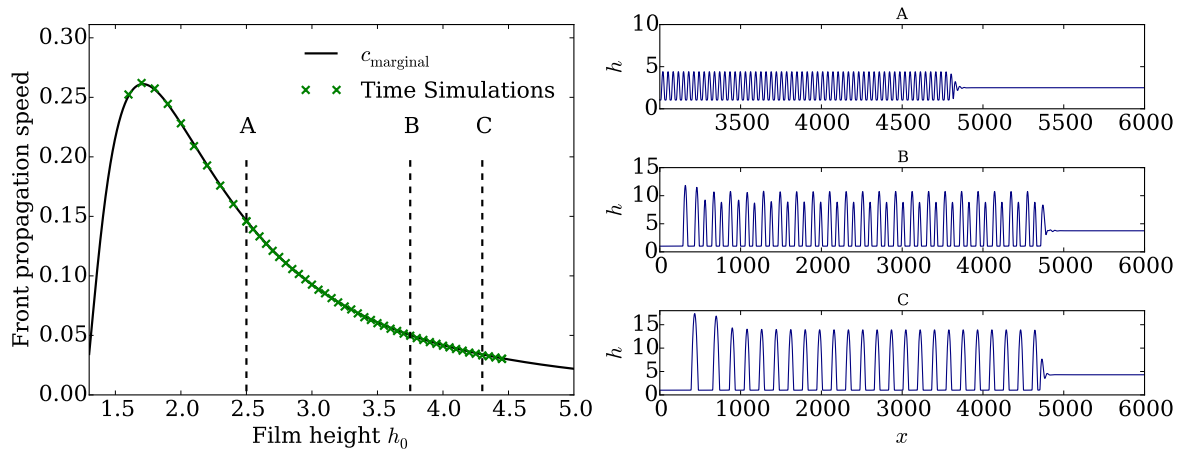 0.30
0.25
0.20
0.15
0.10
0.05
0.00
Front propagation speed
c_marginal
Time Simulations
A
B
C
1.5 2.0 2.5 3.0 3.5 4.0 4.5 5.0
Film height h_0
A
10
5
0
h
3500 4000 4500 5000 5500 6000
B
15
10
5
0
h
0 1000 2000 3000 4000 5000 6000
C
15
10
5
0
h
0 1000 2000 3000 4000 5000 6000
x